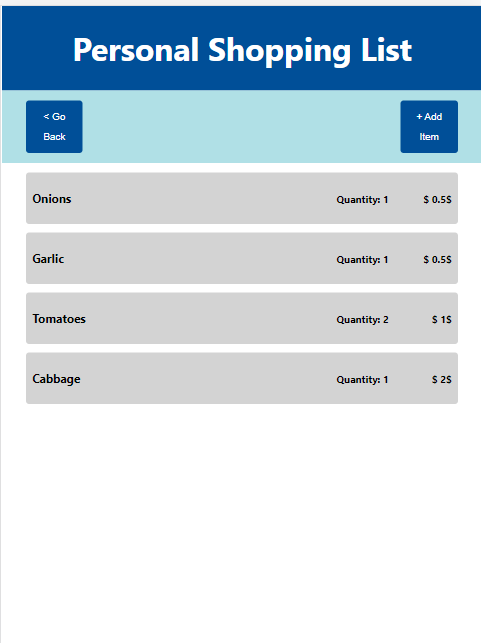 Personal Shopping List
< Go
Back
+ Add
Item
Onions Quantity: 1 $ 0.5$
Garlic Quantity: 1 $ 0.5$
Tomatoes Quantity: 2 $ 1$
Cabbage Quantity: 1 $ 2$